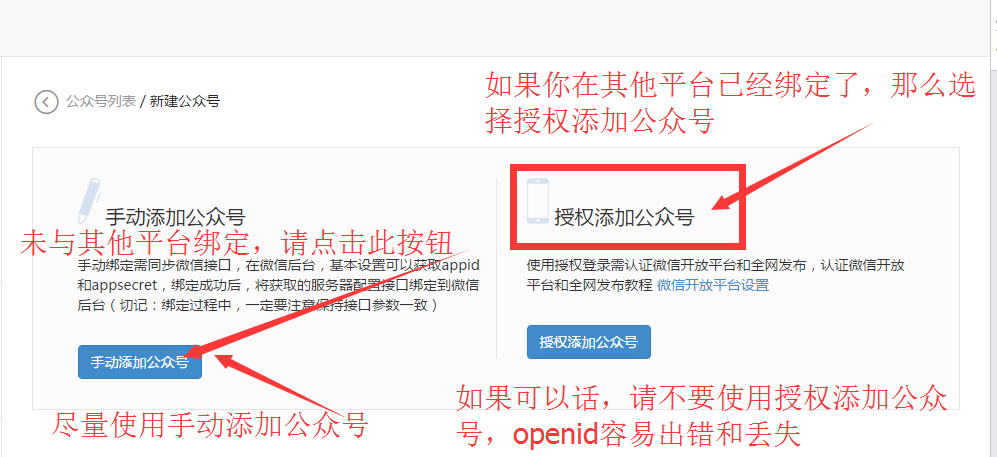 如果你在其他平台已经绑定了，那么选
择授权添加公众号
公众号列表 / 新建公众号
手动添加公众号
授权添加公众号
未与其他平台绑定，请点击此按钮
手动绑定需同步微信接口，在微信后台，基本设置可以获取appid
和appsecret，绑定成功后，将获取的服务器配置接口绑定到微信
后台（切记：绑定过程中，一定要注意保持接口参数一致）
使用授权登录需认证微信开放平台和全网发布，认证微信开放
平台和全网发布教程 微信开放平台设置
手动添加公众号
授权添加公众号
尽量使用手动添加公众号
如果可以话，请不要使用授权添加公众
号，openid容易出错和丢失